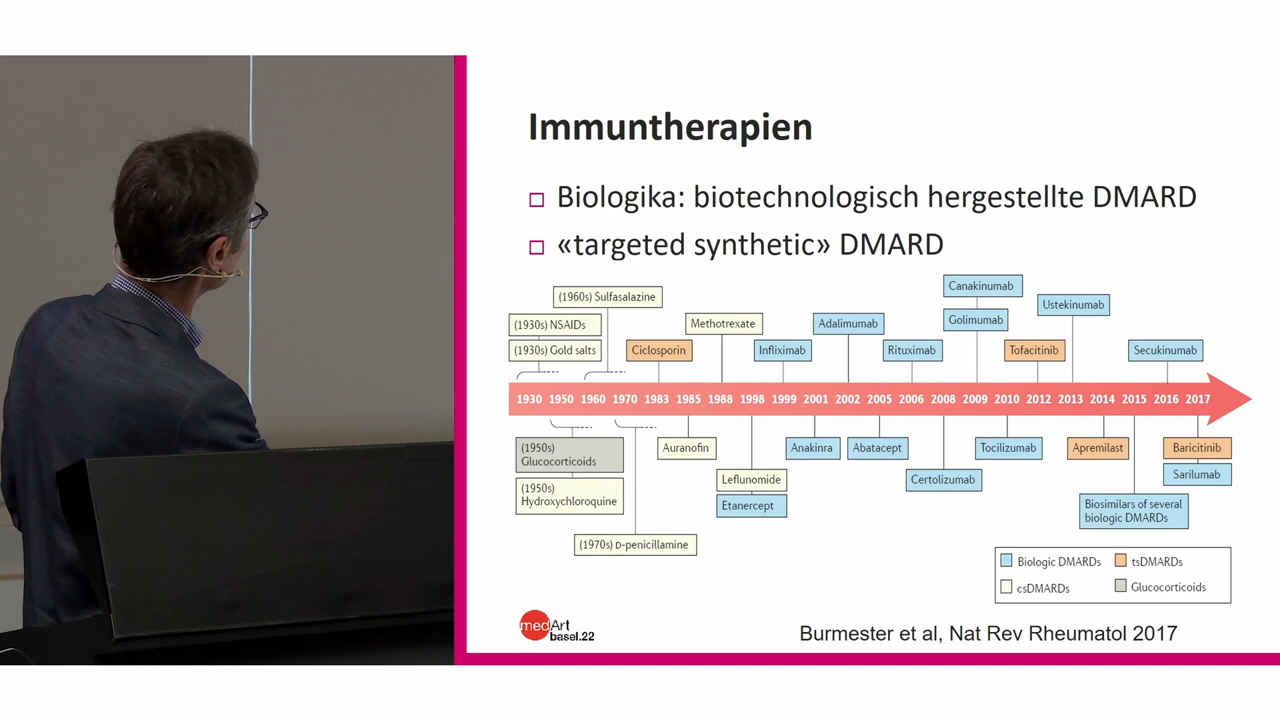 Immuntherapien
Biologika: biotechnologisch hergestellte DMARD
«targeted synthetic» DMARD
Canakinumab
(1960s) Sulfasalazine
Ustekinumab
(1930s) NSAIDs
Methotrexate
Adalimumab
Golimumab
(1930s) Gold salts
Ciclosporin
Infliximab
Rituximab
Tofacitinib
Secukinumab
1930 1950 1960 1970 1983 1985 1988 1998 1999 2001 2002 2005 2006 2008 2009 2010 2012 2013 2014 2015 2016 2017
(1950s)
Glucocorticoids
Auranofin
Anakinra
Abatacept
Tocilizumab
Apremilast
Baricitinib
(1950s)
Hydroxychloroquine
Leflunomide
Certolizumab
Sarilumab
Etanercept
Biosimilars of several
biologic DMARDs
(1970s) D-penicillamine
Biologic DMARDs
tsDMARDs
csDMARDs
Glucocorticoids
medArt
basel.22
Burmester et al, Nat Rev Rheumatol 2017